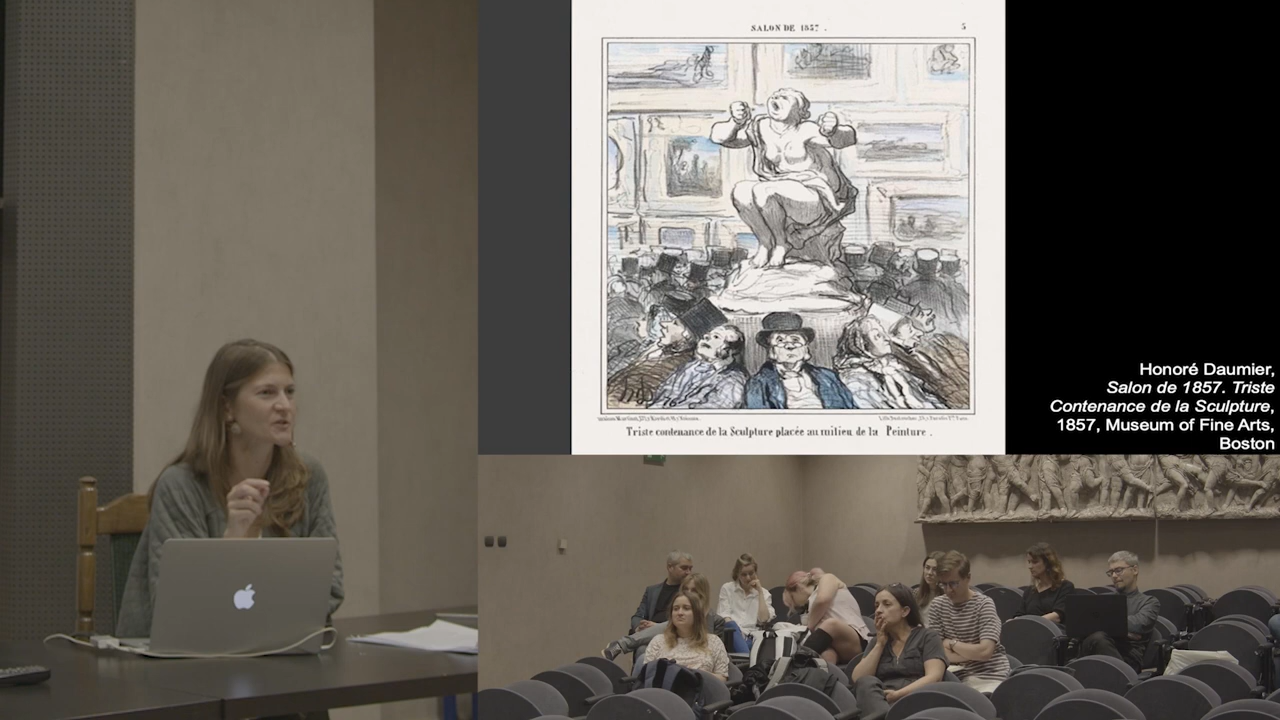 SALON DE 1857 .
5
Triste contenance de la Sculpture placée au milieu de la Peinture .
Honoré Daumier,
Salon de 1857. Triste
Contenance de la Sculpture,
1857, Museum of Fine Arts,
Boston